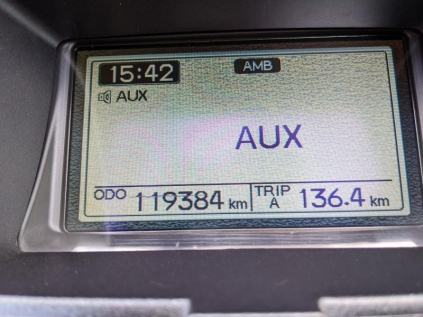 15:42 AMB
AUX
AUX
ODO 119384 km TRIP A 136.4 km